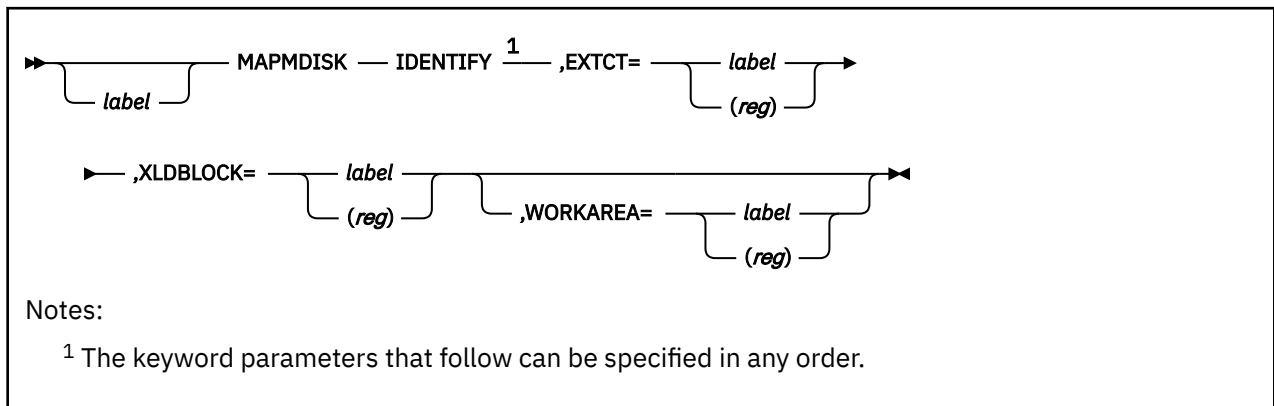 MAPMDISK IDENTIFY 1 ,EXTCT= label
label (reg)
,XLDBLOCK= label
(reg) ,WORKAREA= label
(reg)
Notes:
1 The keyword parameters that follow can be specified in any order.